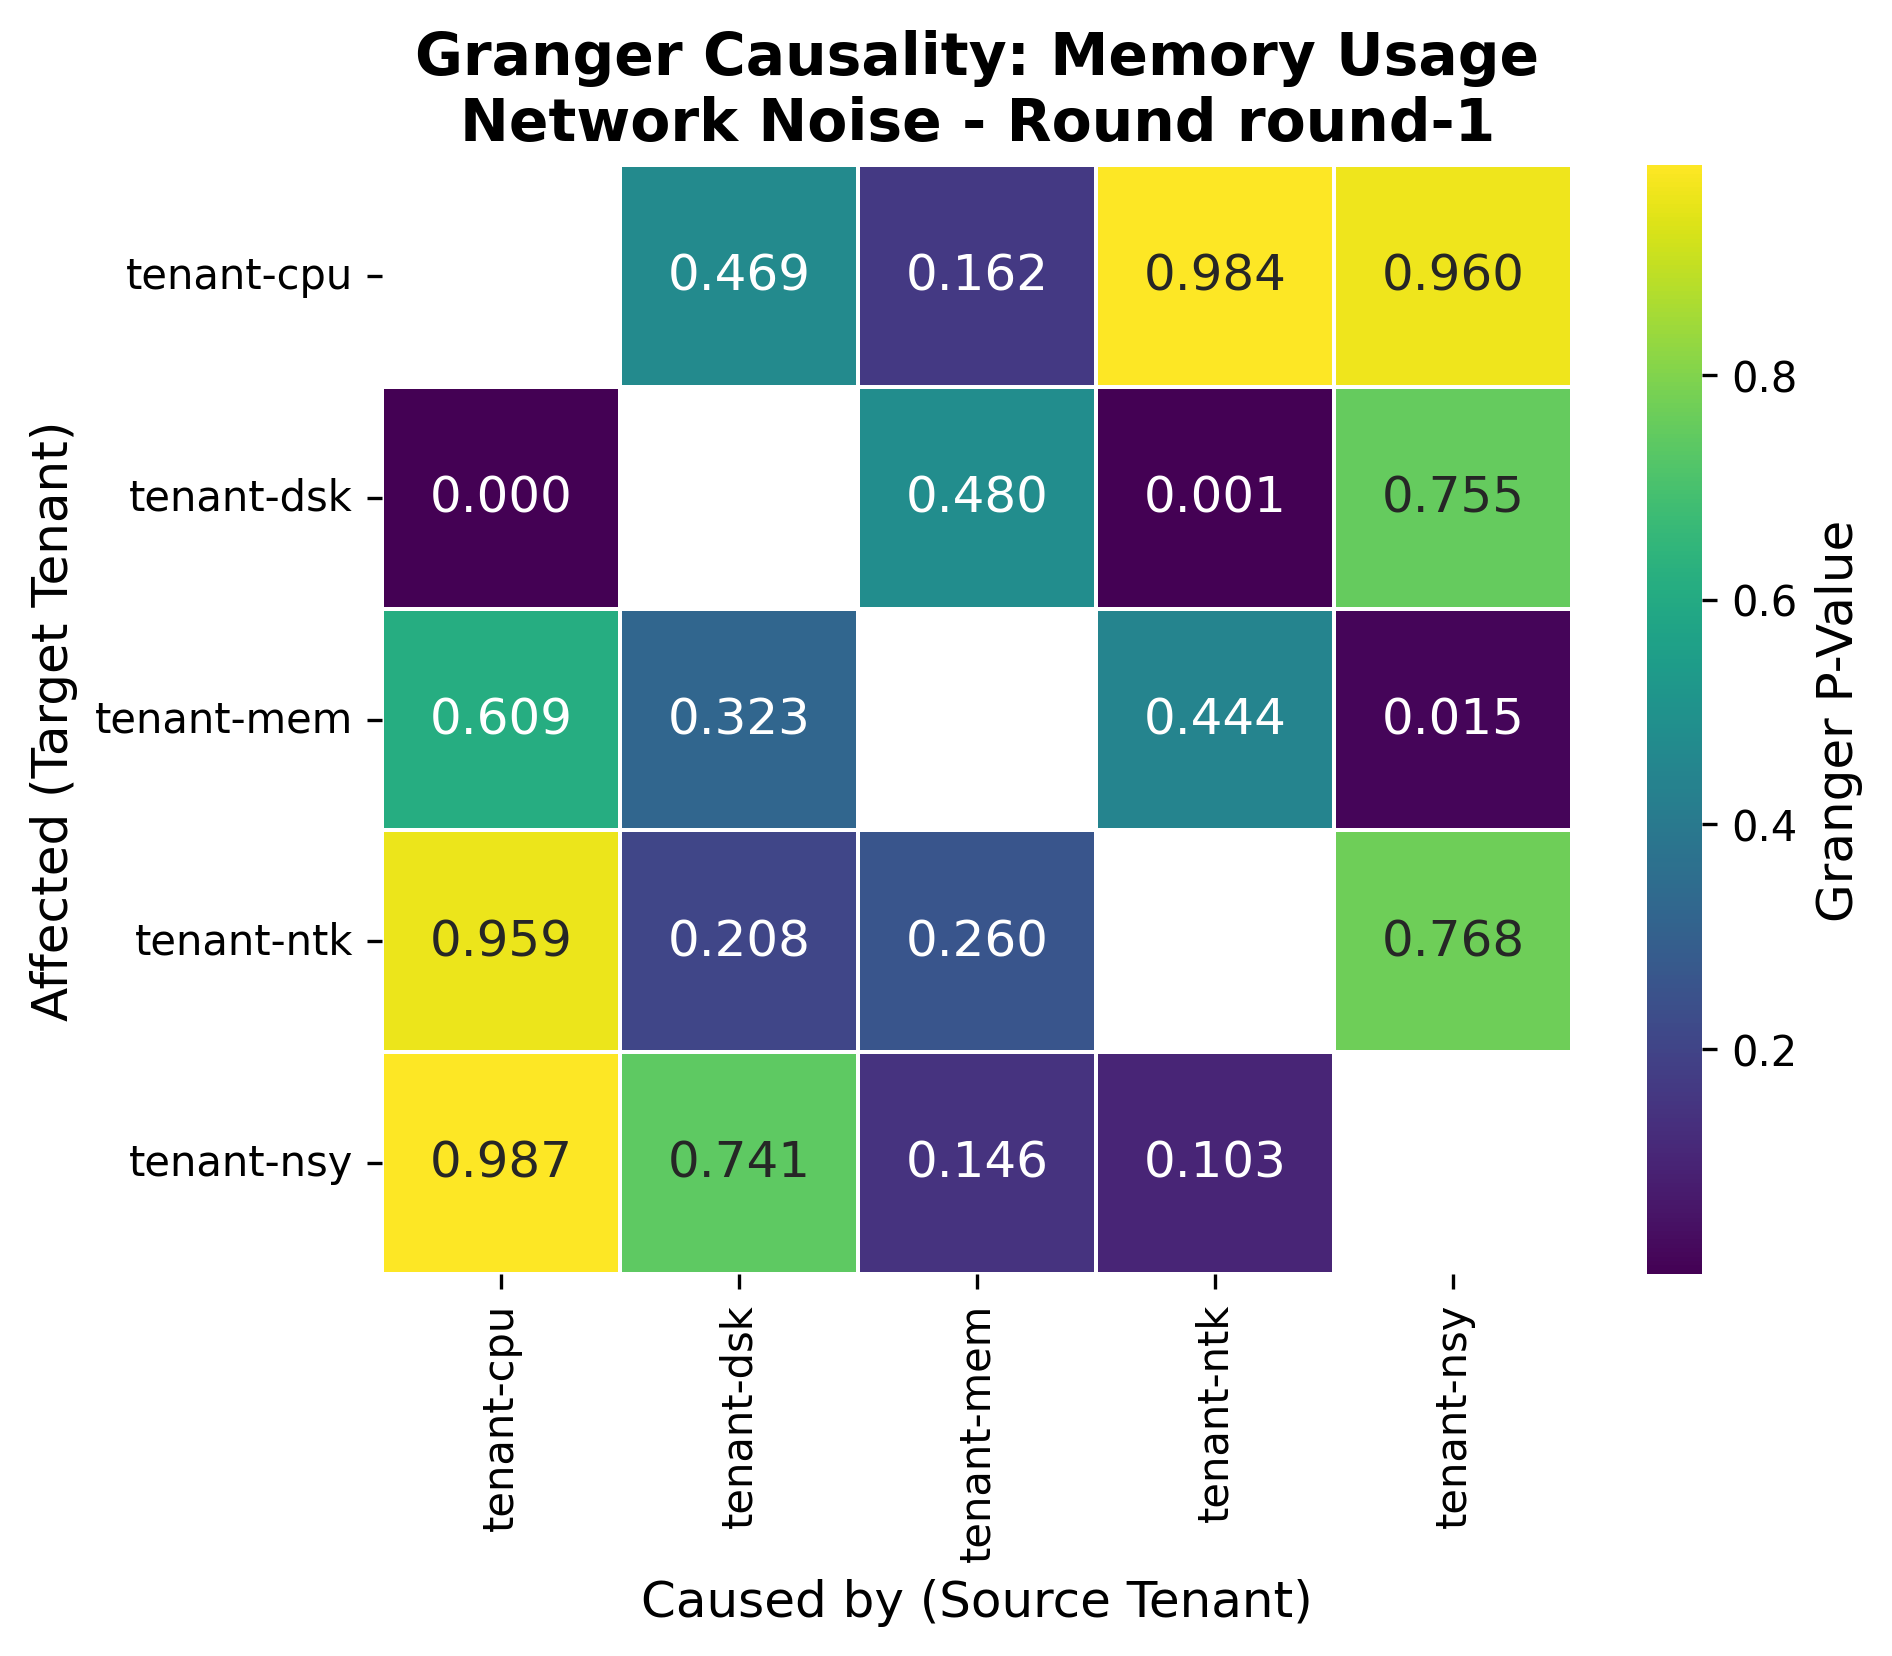 Granger Causality: Memory Usage
Network Noise - Round round-1
Affected (Target Tenant)
tenant-cpu 0.469 0.162 0.984 0.960
tenant-dsk 0.000 0.480 0.001 0.755
tenant-mem 0.609 0.323 0.444 0.015
tenant-ntk 0.959 0.208 0.260 0.768
tenant-nsy 0.987 0.741 0.146 0.103
tenant-cpu
tenant-dsk
tenant-mem
tenant-ntk
tenant-nsy
Caused by (Source Tenant)
0.8
0.6
0.4
0.2
Granger P-Value